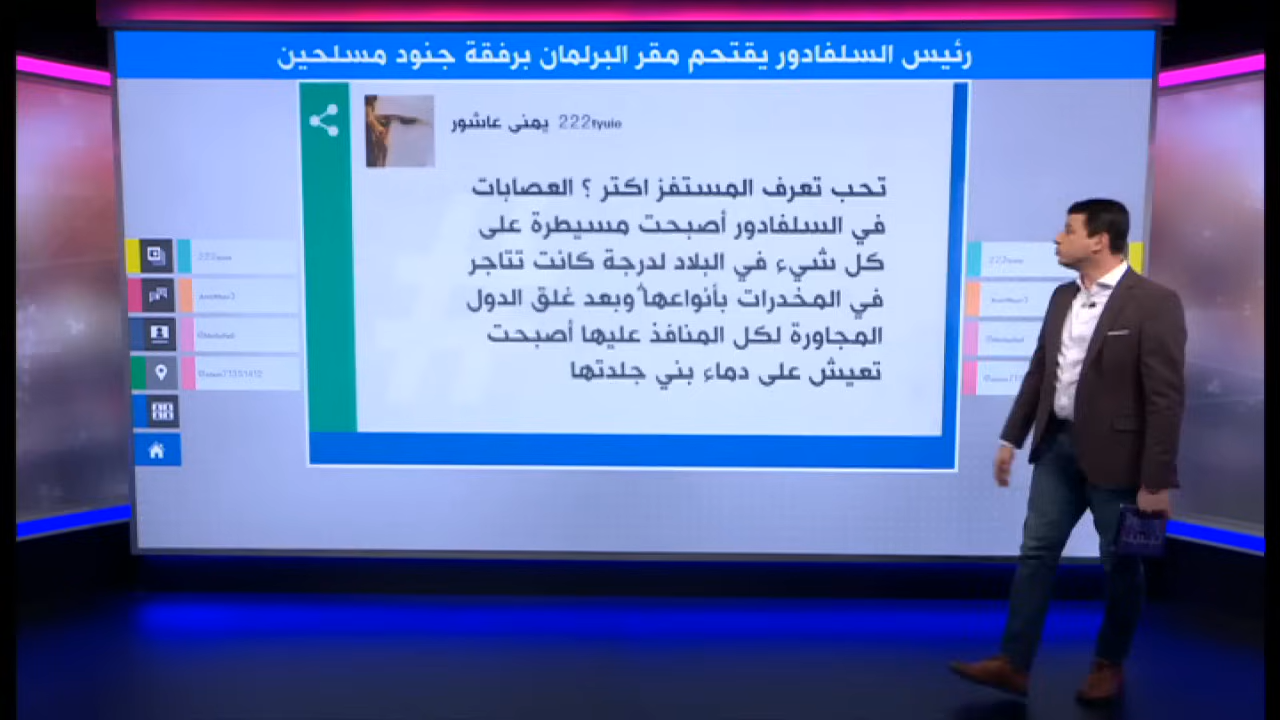 رئيس السلفادور يقتحم مقر البرلمان برفقة جنود مسلحين
يمنى عاشور 222fyuio
تحب تعرف المستفز اكتر ؟ العصابات
في السلفادور أصبحت مسيطرة على
كل شيء في البلاد لدرجة كانت تتاجر
في المخدرات بأنواعها وبعد غلق الدول
المجاورة لكل المنافذ عليها أصبحت
تعيش على دماء بني جلدتها